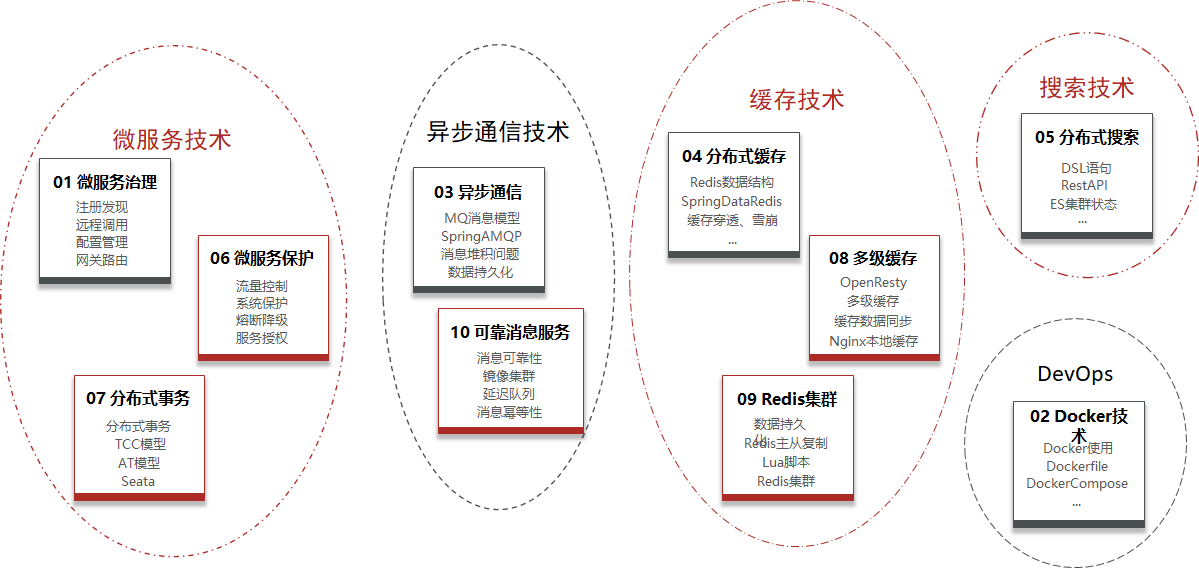 微服务技术
01 微服务治理
注册发现
远程调用
配置管理
网关路由
06 微服务保护
流量控制
系统保护
熔断降级
服务授权
07 分布式事务
分布式事务
TCC模型
AT模型
Seata
异步通信技术
03 异步通信
MQ消息模型
SpringAMQP
消息堆积问题
数据持久化
10 可靠消息服务
消息可靠性
镜像集群
延迟队列
消息幂等性
缓存技术
04 分布式缓存
Redis数据结构
SpringDataRedis
缓存穿透、雪崩
...
08 多级缓存
OpenResty
多级缓存
缓存数据同步
Nginx本地缓存
09 Redis集群
数据持久
化
Redis主从复制
Lua脚本
Redis集群
搜索技术
05 分布式搜索
DSL语句
RestAPI
ES集群状态
...
DevOps
02 Docker技
术
Docker使用
Dockerfile
DockerCompose
...